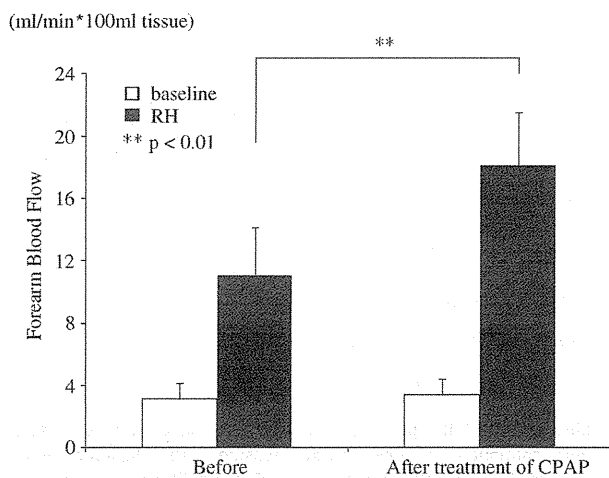 (ml/min*100ml tissue)
24
20
16
12
8
4
0
Forearm Blood Flow
baseline
RH
** p < 0.01
**
Before
After treatment of CPAP